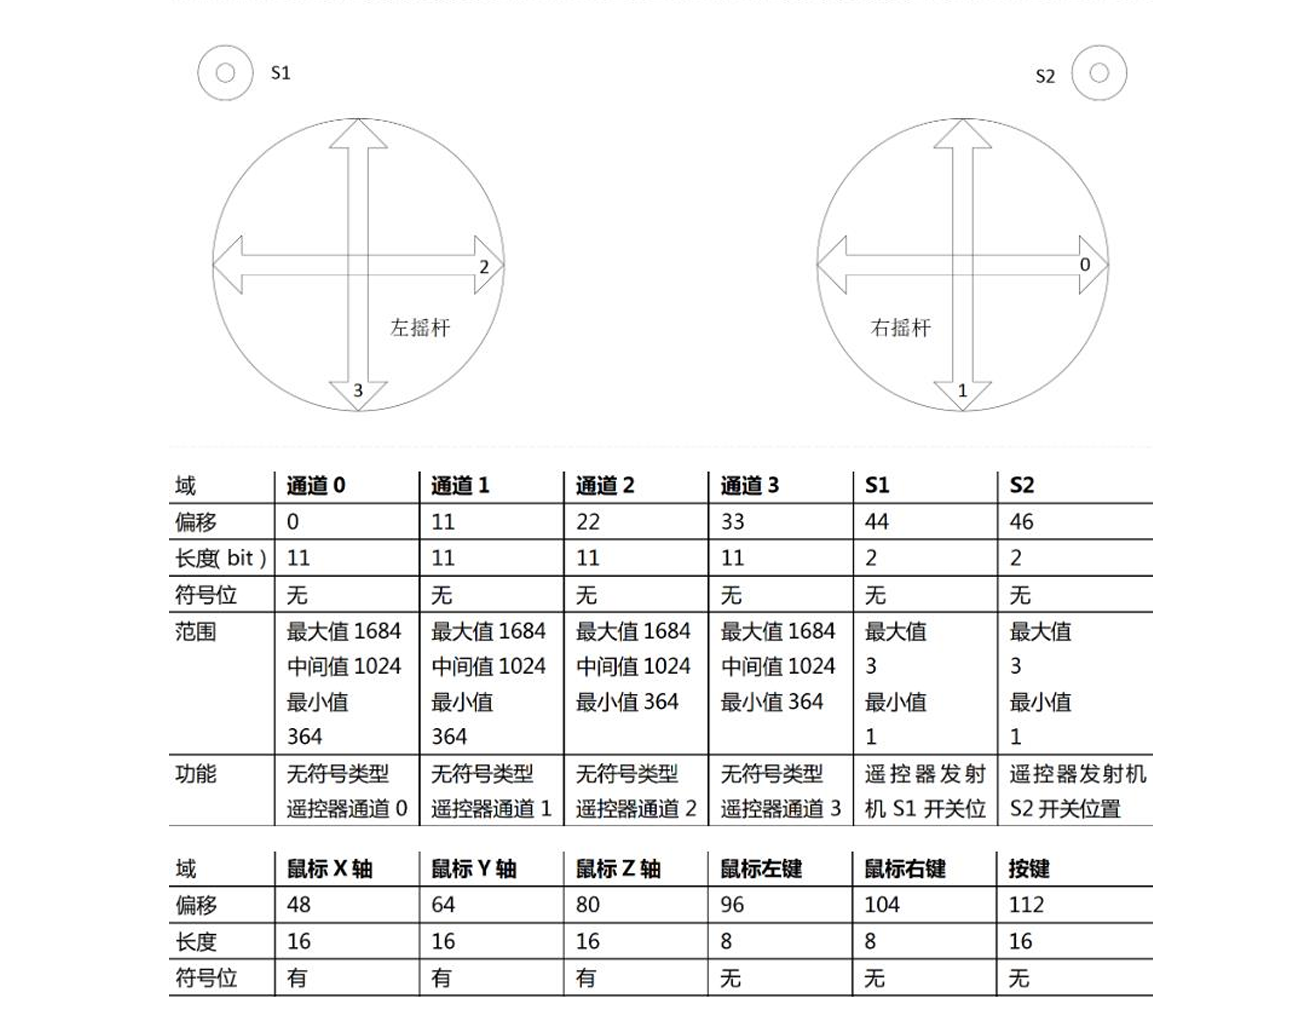 S1
S2
2
0
左摇杆
右摇杆
3
1
域 通道 0 通道 1 通道 2 通道 3 S1 S2
偏移 0 11 22 33 44 46
长度( bit ) 11 11 11 11 2 2
符号位 无 无 无 无 无 无
范围 最大值 1684 最大值 1684 最大值 1684 最大值 1684 最大值 最大值
中间值 1024 中间值 1024 中间值 1024 中间值 1024 3 3
最小值 最小值 最小值 364 最小值 364 最小值 最小值
364 364 1 1
功能 无符号类型 无符号类型 无符号类型 无符号类型 遥控器发射 遥控器发射机
遥控器通道 0 遥控器通道 1 遥控器通道 2 遥控器通道 3 机 S1 开关位 S2 开关位置
域 鼠标 X 轴 鼠标 Y 轴 鼠标 Z 轴 鼠标左键 鼠标右键 按键
偏移 48 64 80 96 104 112
长度 16 16 16 8 8 16
符号位 有 有 有 无 无 无